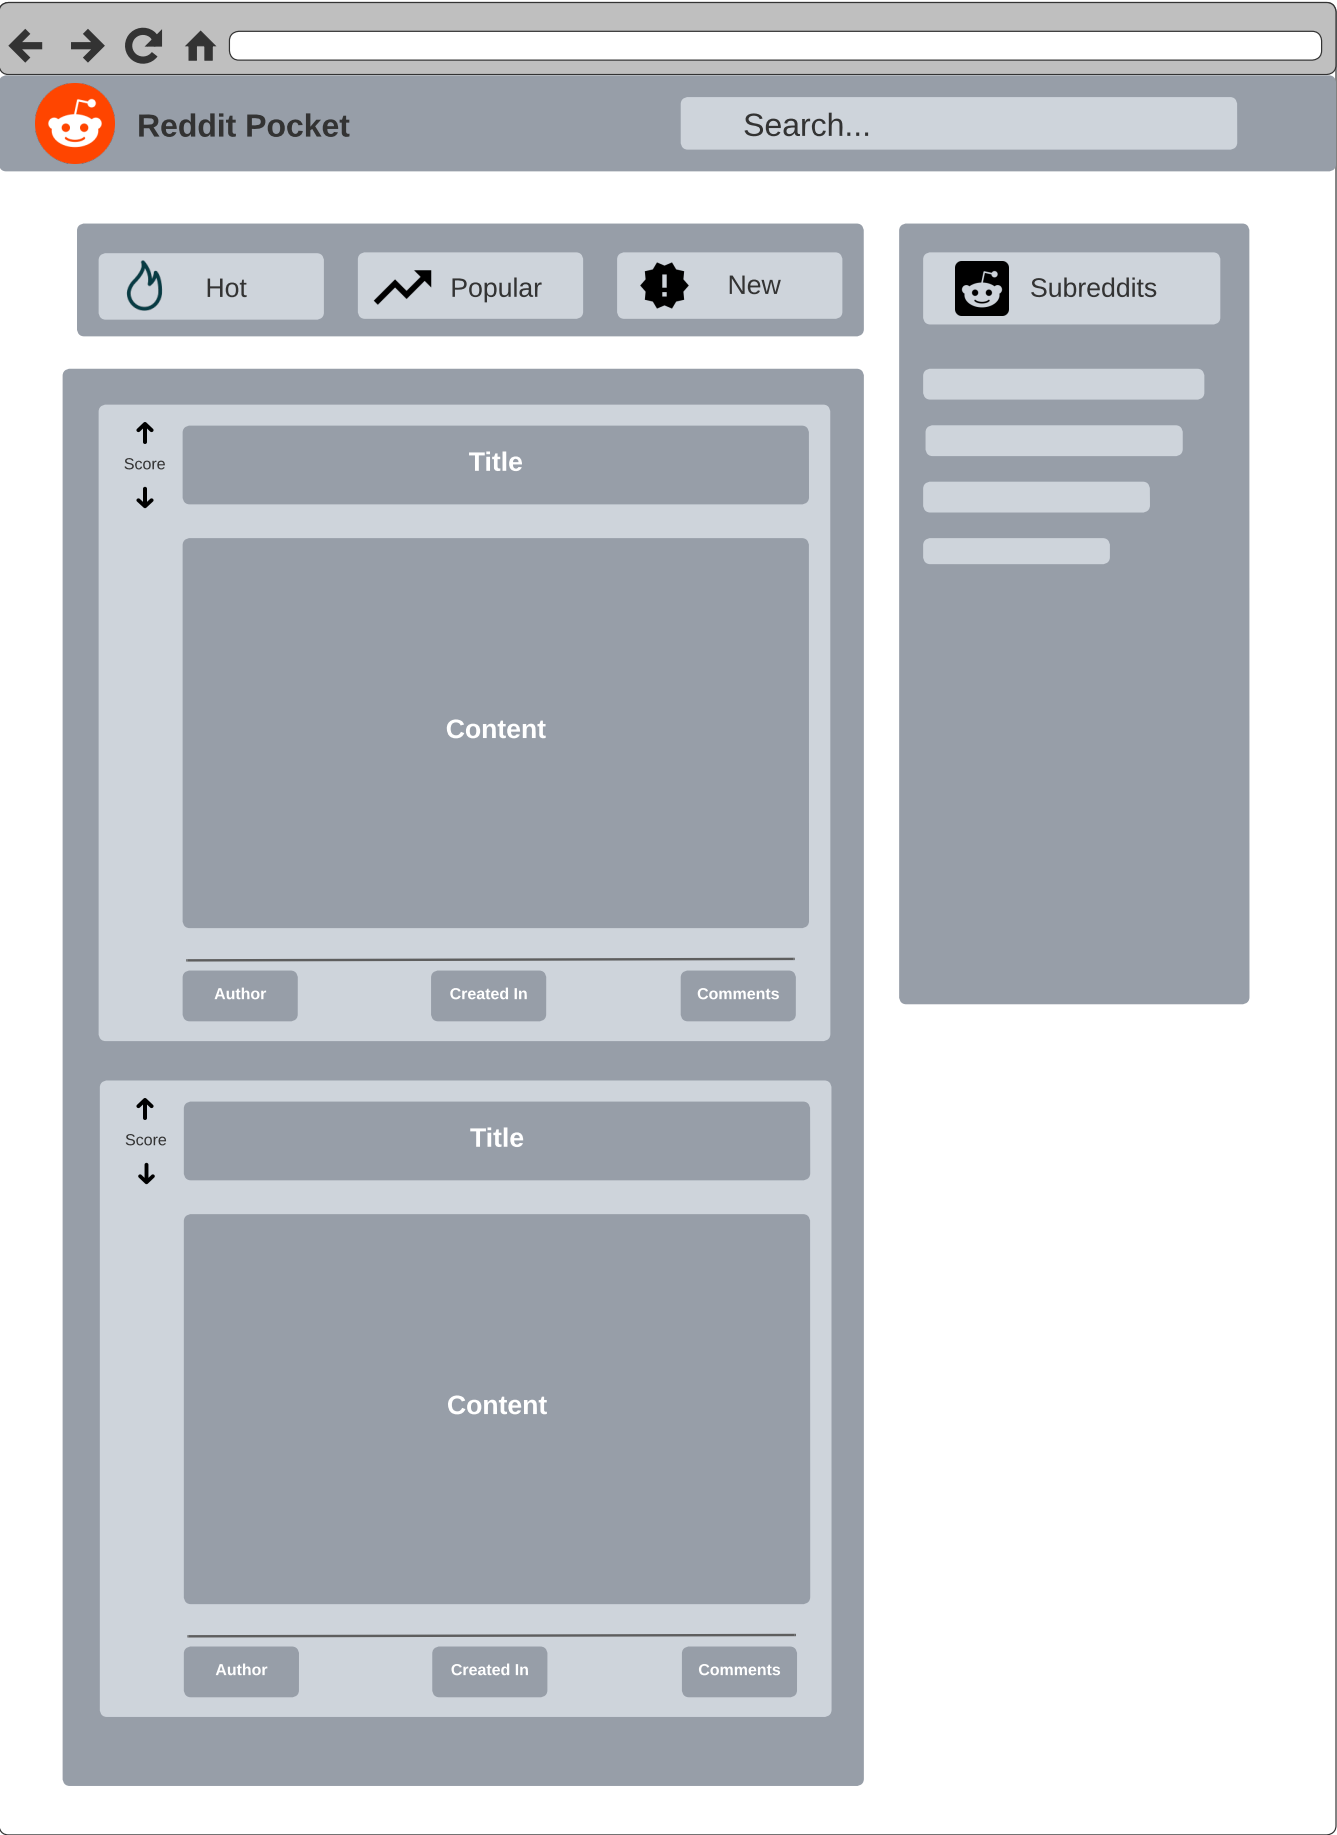 Reddit Pocket
Search...
Hot
Popular
New
Subreddits
Score
Title
Content
Author
Created In
Comments
Score
Title
Content
Author
Created In
Comments